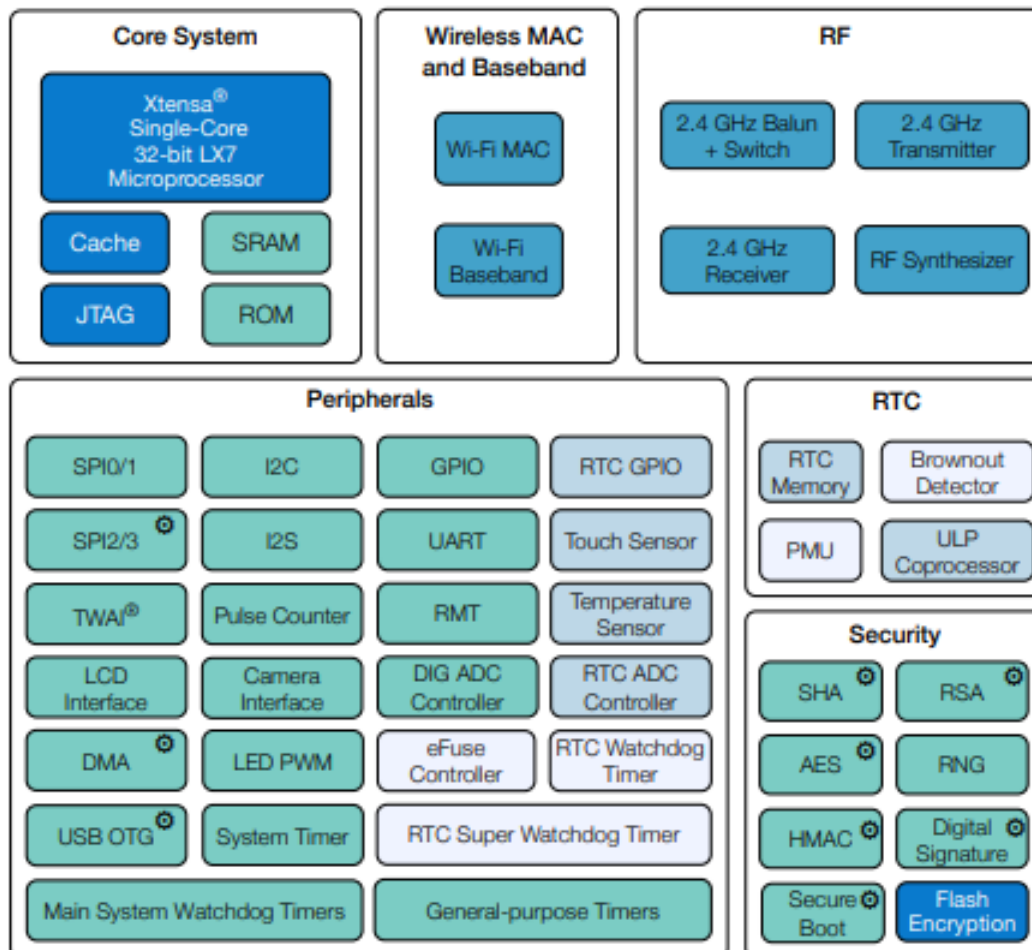 Core System
Xtensa®
Single-Core
32-bit LX7
Microprocessor
Cache
SRAM
JTAG
ROM
Wireless MAC
and Baseband
Wi-Fi MAC
Wi-Fi
Baseband
RF
2.4 GHz Balun
+ Switch
2.4 GHz
Transmitter
2.4 GHz
Receiver
RF Synthesizer
Peripherals
SPI0/1
I2C
GPIO
RTC GPIO
SPI2/3
I2S
UART
Touch Sensor
TWAI®
Pulse Counter
RMT
Temperature
Sensor
LCD
Interface
Camera
Interface
DIG ADC
Controller
RTC ADC
Controller
DMA
LED PWM
eFuse
Controller
RTC Watchdog
Timer
USB OTG
System Timer
RTC Super Watchdog Timer
Main System Watchdog Timers
General-purpose Timers
RTC
RTC
Memory
Brownout
Detector
PMU
ULP
Coprocessor
Security
SHA
RSA
AES
RNG
HMAC
Digital
Signature
Secure
Boot
Flash
Encryption